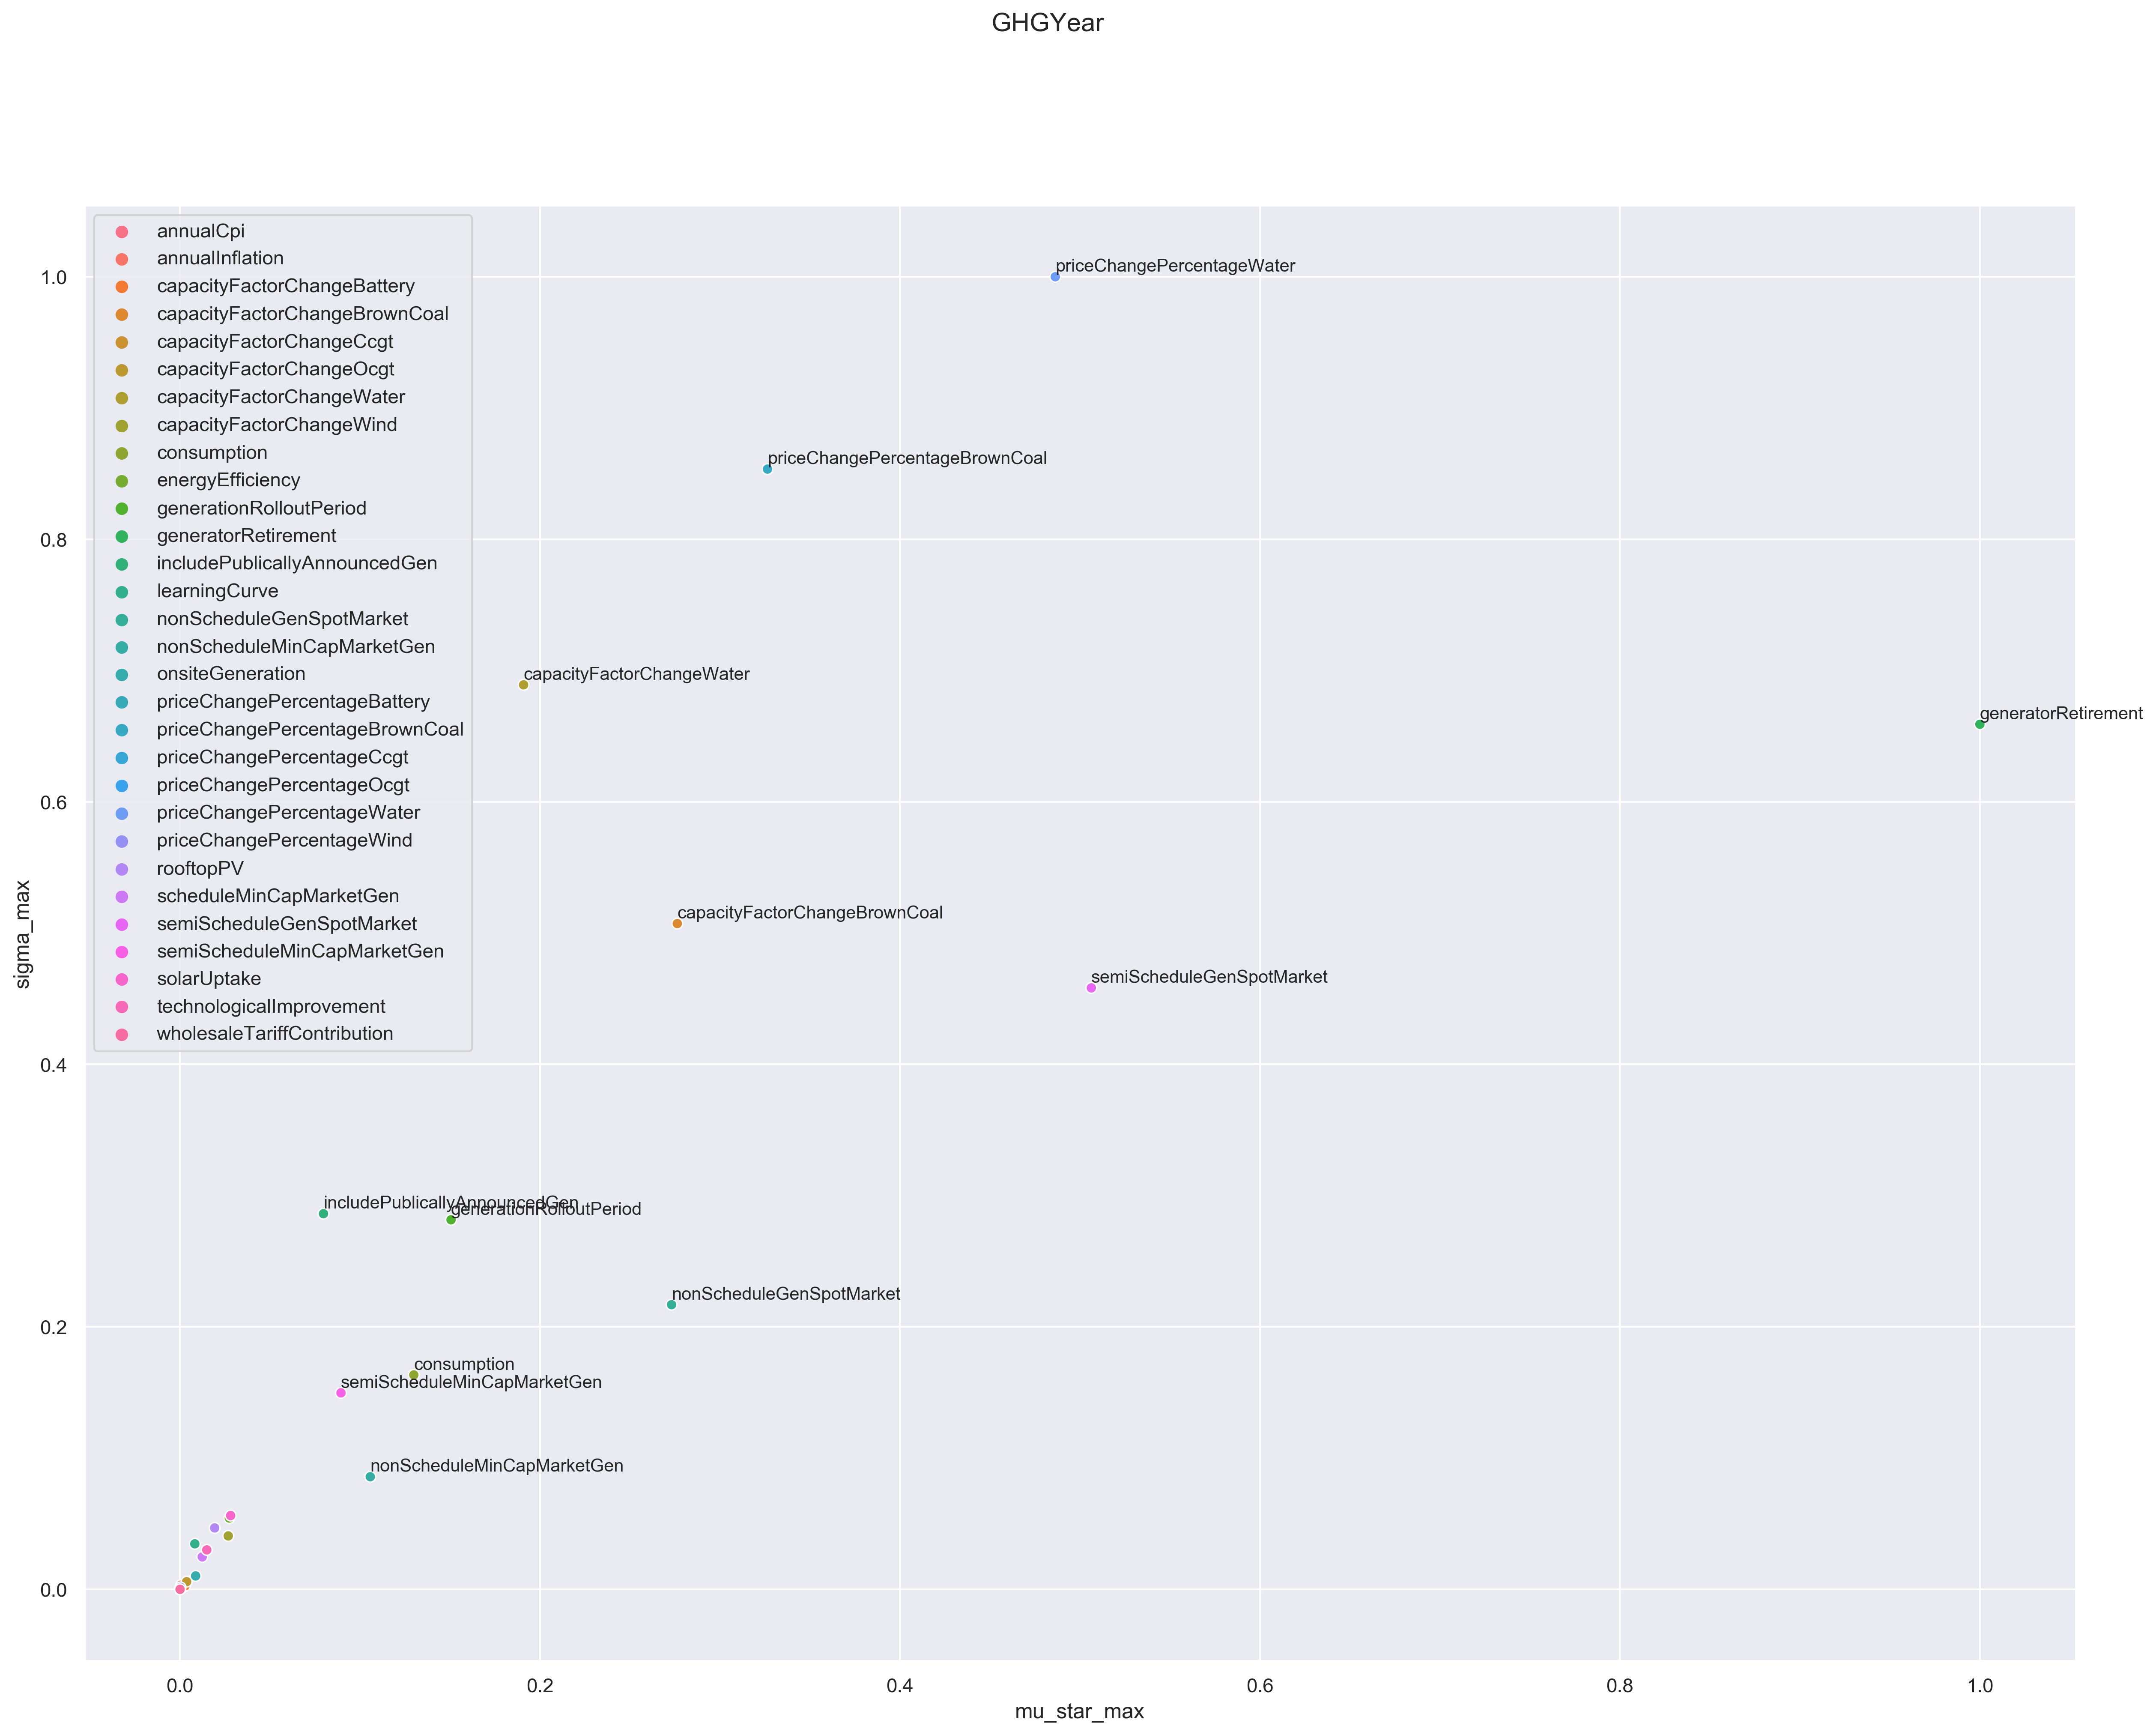 GHGYear
annualCpi
annualInflation
capacityFactorChangeBattery
capacityFactorChangeBrownCoal
capacityFactorChangeCcgt
capacityFactorChangeOcgt
capacityFactorChangeWater
capacityFactorChangeWind
consumption
energyEfficiency
generationRolloutPeriod
generatorRetirement
includePublicallyAnnouncedGen
learningCurve
nonScheduleGenSpotMarket
nonScheduleMinCapMarketGen
onsiteGeneration
priceChangePercentageBattery
priceChangePercentageBrownCoal
priceChangePercentageCcgt
priceChangePercentageOcgt
priceChangePercentageWater
priceChangePercentageWind
rooftopPV
scheduleMinCapMarketGen
semiScheduleGenSpotMarket
semiScheduleMinCapMarketGen
solarUptake
technologicalImprovement
wholesaleTariffContribution
priceChangePercentageWater
priceChangePercentageBrownCoal
capacityFactorChangeWater
generatorRetirement
capacityFactorChangeBrownCoal
semiScheduleGenSpotMarket
includePublicallyAnnouncedGen
generationRolloutPeriod
nonScheduleGenSpotMarket
consumption
semiScheduleMinCapMarketGen
nonScheduleMinCapMarketGen
1.0
0.8
0.6
0.4
0.2
0.0
sigma_max
0.0 0.2 0.4 0.6 0.8 1.0
mu_star_max